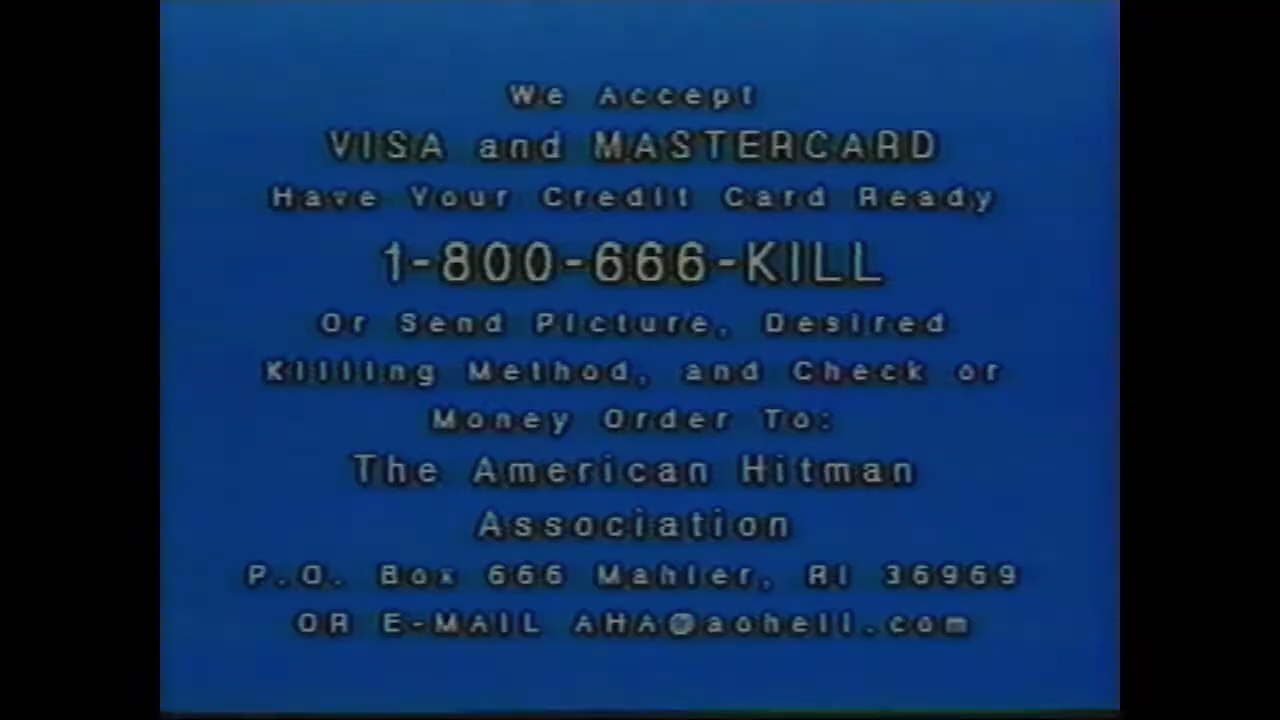 We Accept
VISA and MASTERCARD
Have Your Credit Card Ready
1-800-666-KILL
Or Send Picture, Desired
Killing Method, and Check or
Money Order To:
The American Hitman
Association
P.O. Box 666 Mahler, RI 36969
OR E-MAIL AHA@aohell.com